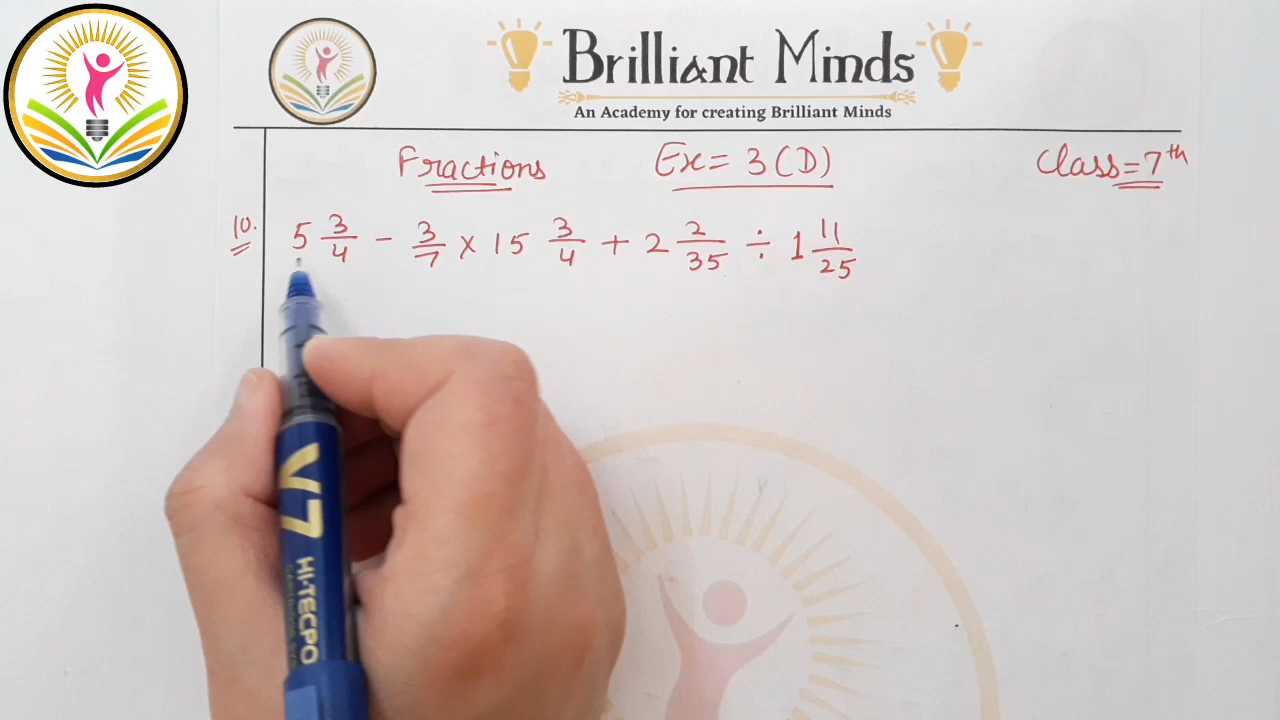 Brilliant Minds
An Academy for creating Brilliant Minds
Fractions Ex = 3 (D) Class = 7th
10. 5 3/4 - 3/7 × 15 3/4 + 2 2/35 ÷ 1 11/25
V7
HI-TECPO